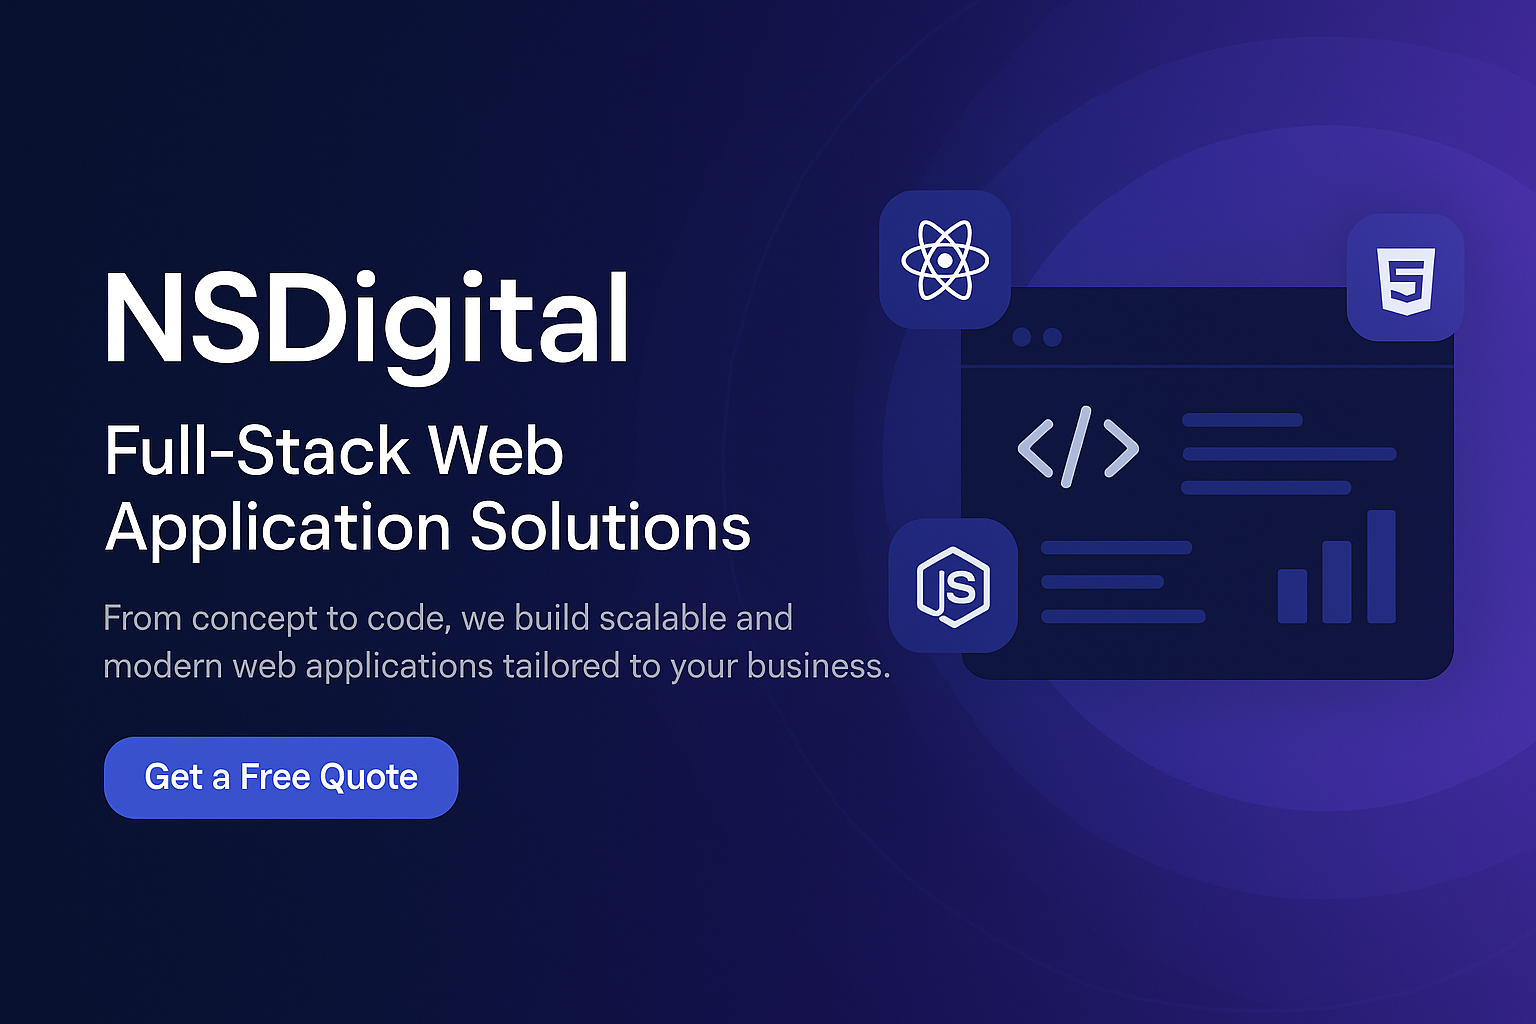 NSDigital
Full-Stack Web
Application Solutions
From concept to code, we build scalable and
modern web applications tailored to your business.
Get a Free Quote
5
</>
JS